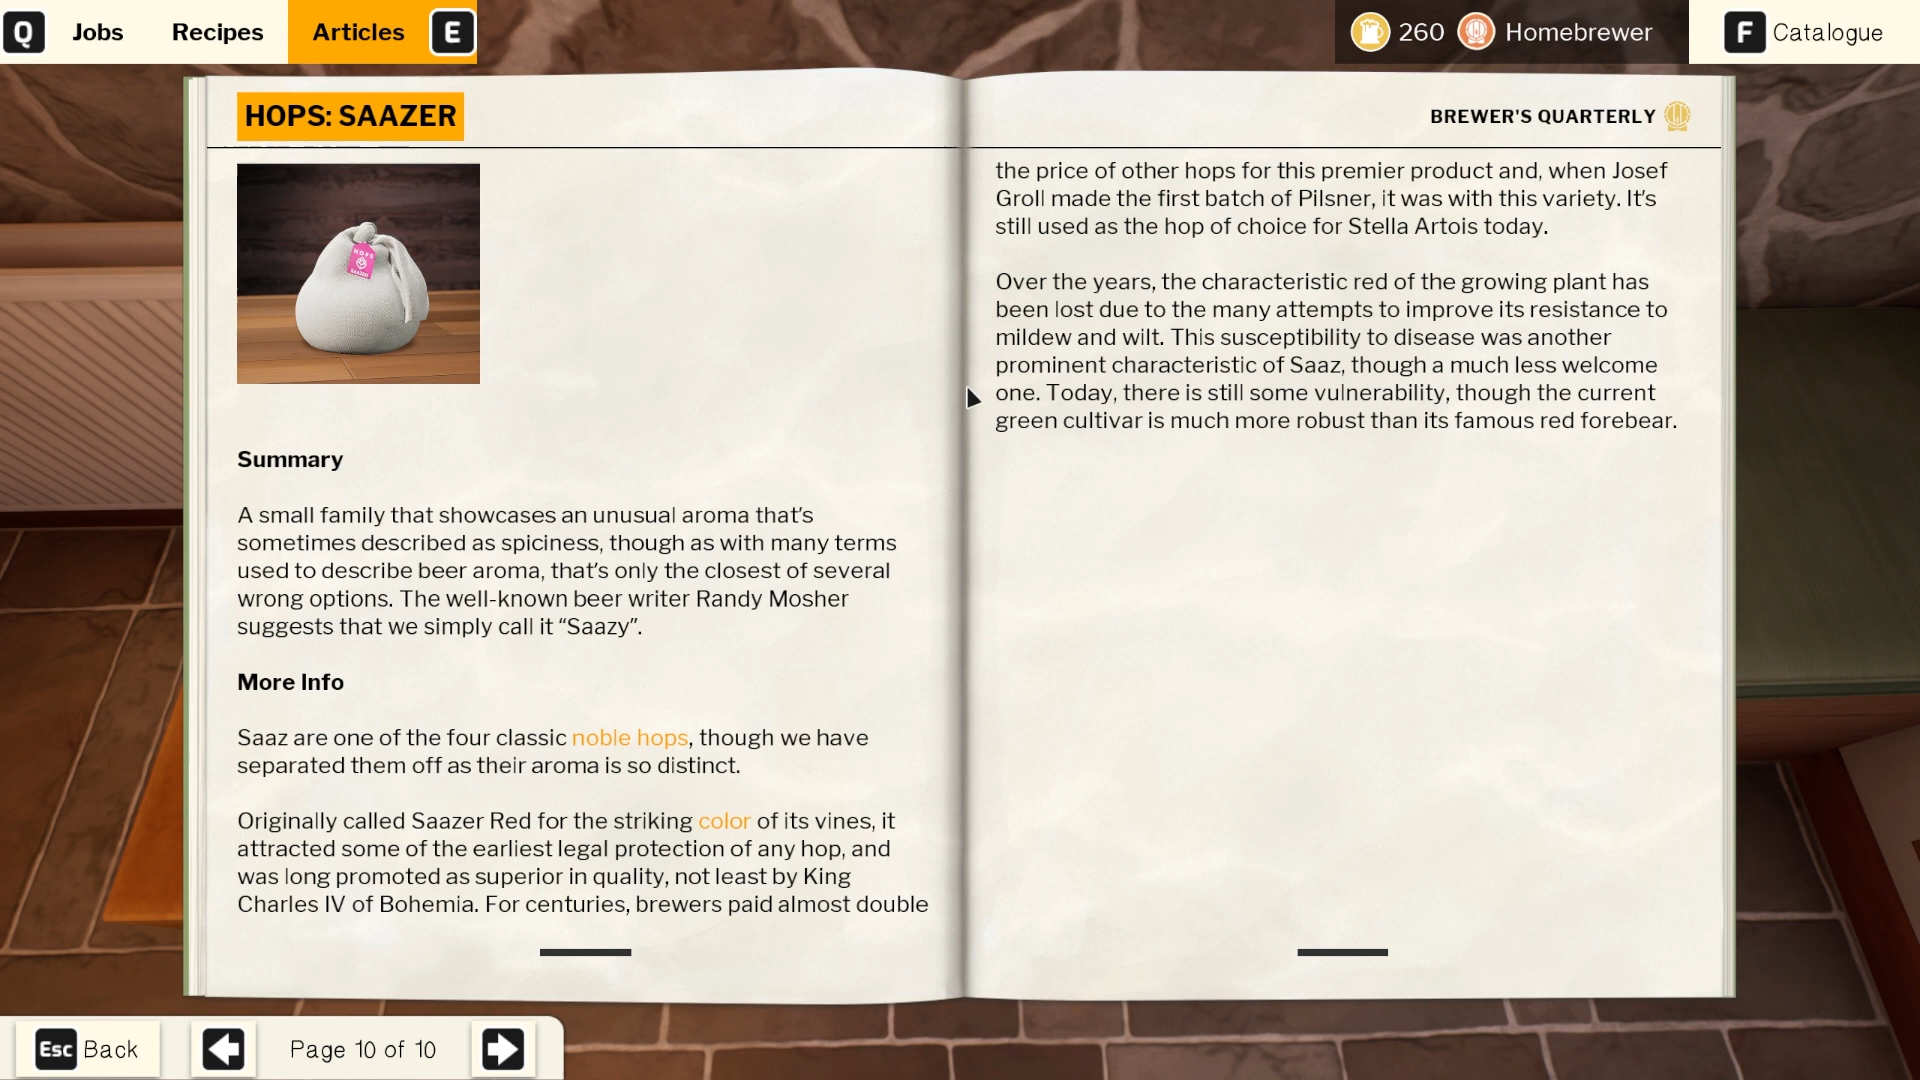 Q Jobs Recipes Articles E
260 Homebrewer
F Catalogue
HOPS: SAAZER
BREWER'S QUARTERLY
HOPS
SAAZER
Summary
A small family that showcases an unusual aroma that's
sometimes described as spiciness, though as with many terms
used to describe beer aroma, that's only the closest of several
wrong options. The well-known beer writer Randy Mosher
suggests that we simply call it “Saazy”.
More Info
Saaz are one of the four classic noble hops, though we have
separated them off as their aroma is so distinct.
Originally called Saazer Red for the striking color of its vines, it
attracted some of the earliest legal protection of any hop, and
was long promoted as superior in quality, not least by King
Charles IV of Bohemia. For centuries, brewers paid almost double
the price of other hops for this premier product and, when Josef
Groll made the first batch of Pilsner, it was with this variety. It's
still used as the hop of choice for Stella Artois today.
Over the years, the characteristic red of the growing plant has
been lost due to the many attempts to improve its resistance to
mildew and wilt. This susceptibility to disease was another
prominent characteristic of Saaz, though a much less welcome
one. Today, there is still some vulnerability, though the current
green cultivar is much more robust than its famous red forebear.
Esc Back
Page 10 of 10